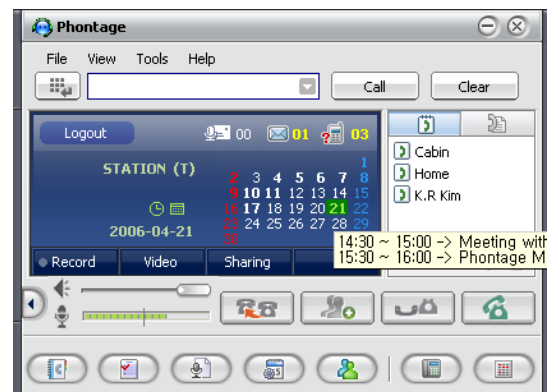 Phontage
File View Tools Help
Call Clear
Logout 00 01 03
STATION (T)
1
2 3 4 5 6 7 8
9 10 11 12 13 14 15
16 17 18 19 20 21 22
23 24 25 26 27 28 29
30
2006-04-21
Cabin
Home
K.R Kim
14:30 ~ 15:00 -> Meeting with
15:30 ~ 16:00 -> Phontage M
Record Video Sharing